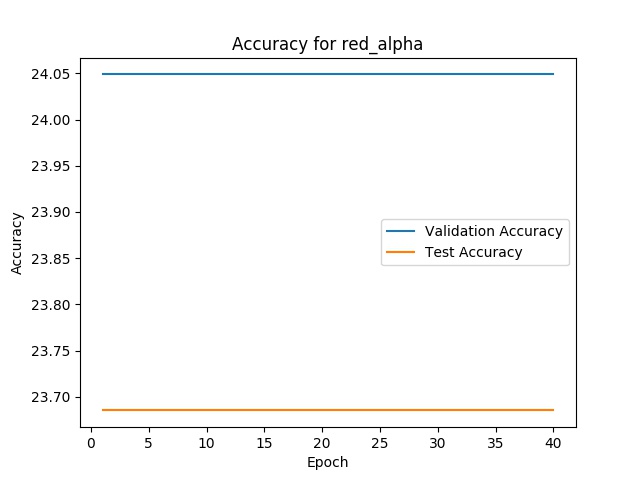 Accuracy for red_alpha
24.05
24.00
23.95
23.90
23.85
23.80
23.75
23.70
Accuracy
Validation Accuracy
Test Accuracy
0 5 10 15 20 25 30 35 40
Epoch